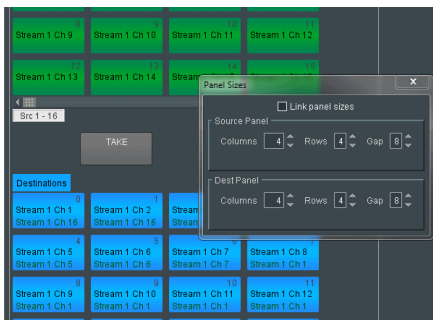 8 9 10 11
Stream 1 Ch 9 Stream 1 Ch 10 Stream 1 Ch 11 Stream 1 Ch 12
12 13 14 15
Stream 1 Ch 13 Stream 1 Ch 14 Stream
Panel Sizes x
Link panel sizes
Src 1 - 16
Source Panel
TAKE
Columns 4 Rows 4 Gap 8
Dest Panel
Destinations
Columns 4 Rows 4 Gap 8
0 1
Stream 1 Ch 1 Stream 1 Ch 2 Stream
Stream 1 Ch 16 Stream 1 Ch 16 Stream
4 5 6 7
Stream 1 Ch 5 Stream 1 Ch 6 Stream 1 Ch 7 Stream 1 Ch 8
Stream 1 Ch 5 Stream 1 Ch 6 Stream 1 Ch 7 Stream 1 Ch 1
8 9 10 11
Stream 1 Ch 9 Stream 1 Ch 10 Stream 1 Ch 11 Stream 1 Ch 12
Stream 1 Ch 1 Stream 1 Ch 1 Stream 1 Ch 1 Stream 1 Ch 1